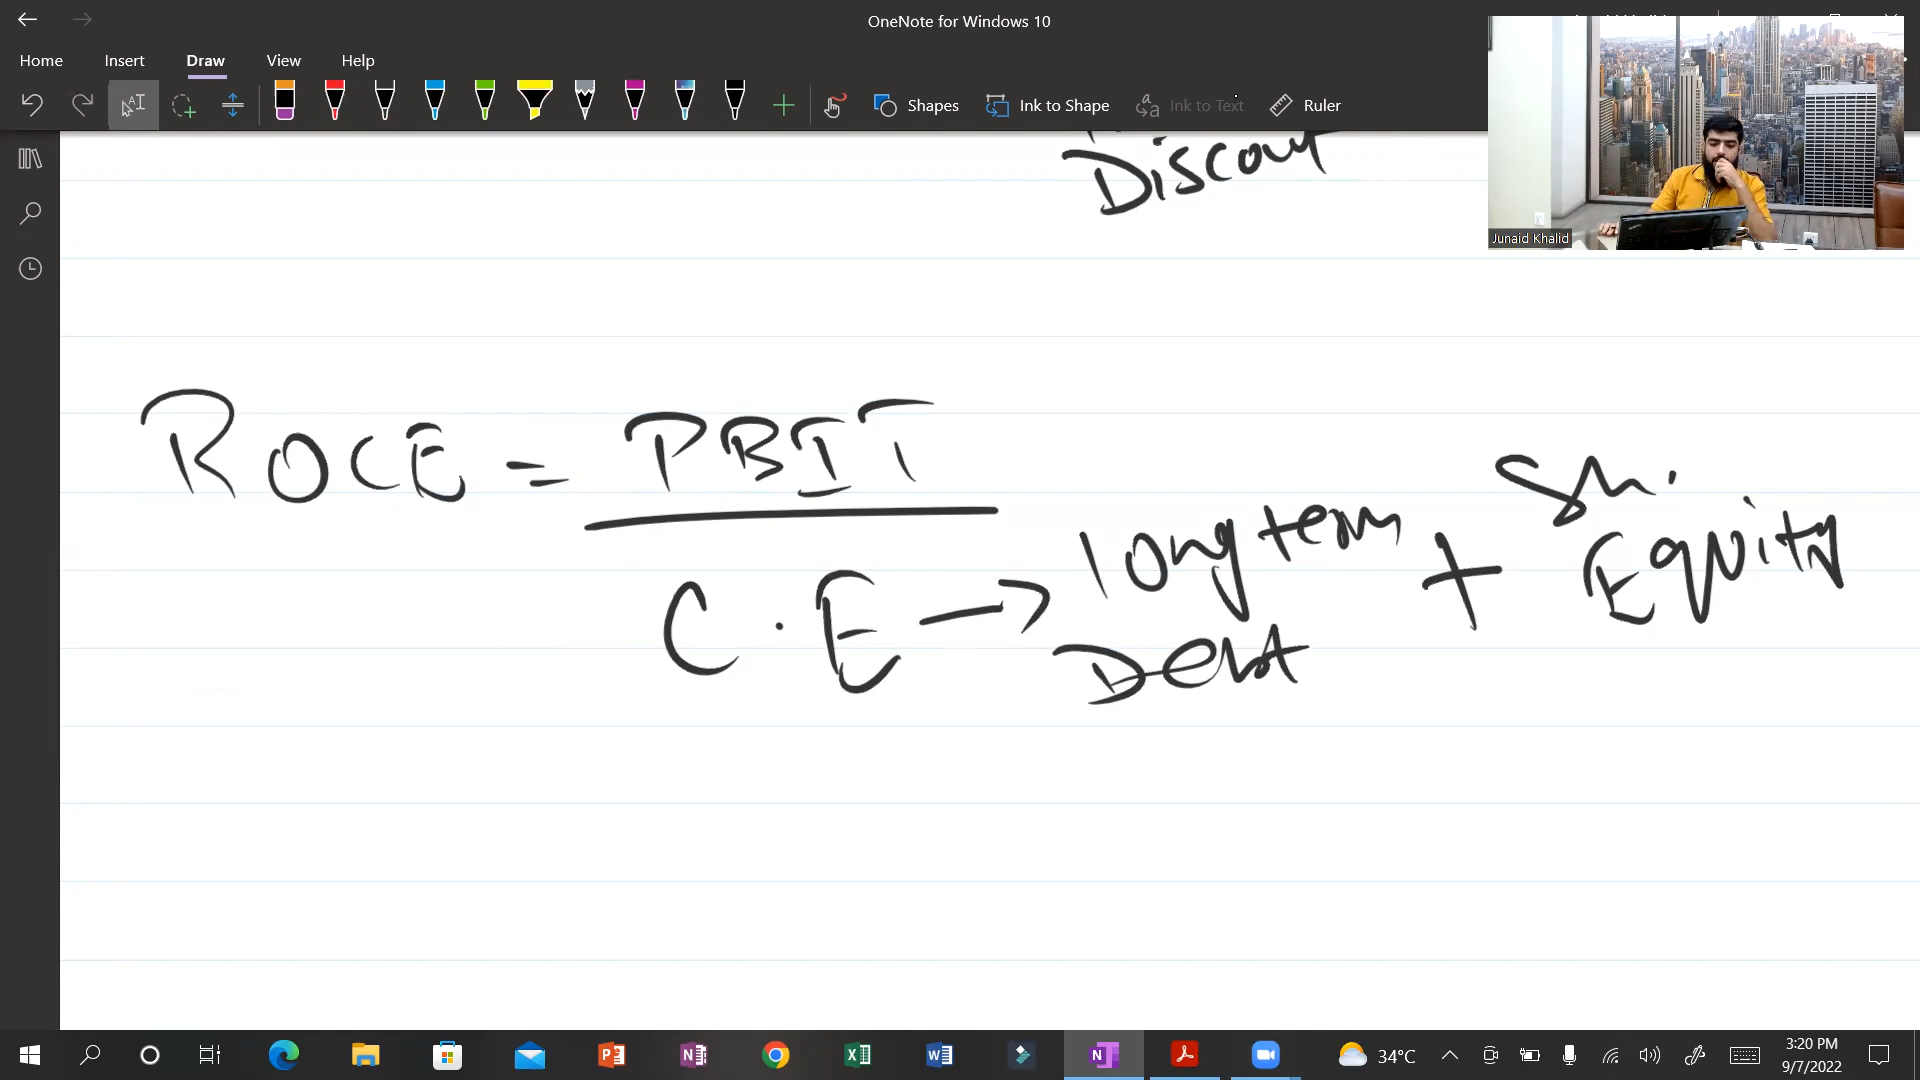 OneNote for Windows 10
Home Insert Draw View Help
Shapes Ink to Shape Ink to Text Ruler
Junaid Khalid
Discout
ROCE = PBIT
C.E → long term Debt + Sh. Equity
34°C
3:20 PM
9/7/2022